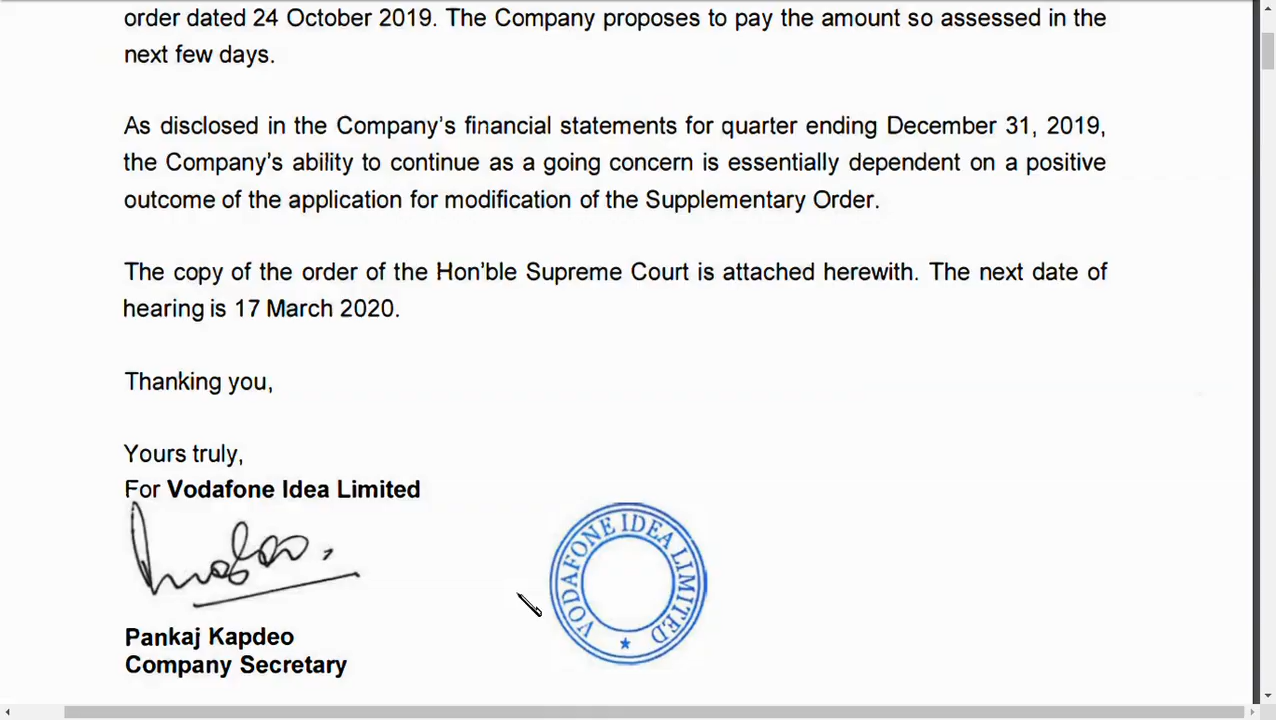 order dated 24 October 2019. The Company proposes to pay the amount so assessed in the
next few days.
As disclosed in the Company's financial statements for quarter ending December 31, 2019,
the Company's ability to continue as a going concern is essentially dependent on a positive
outcome of the application for modification of the Supplementary Order.
The copy of the order of the Hon'ble Supreme Court is attached herewith. The next date of
hearing is 17 March 2020.
Thanking you,
Yours truly,
For Vodafone Idea Limited
VODAFONE IDEA LIMITED
Pankaj Kapdeo
Company Secretary